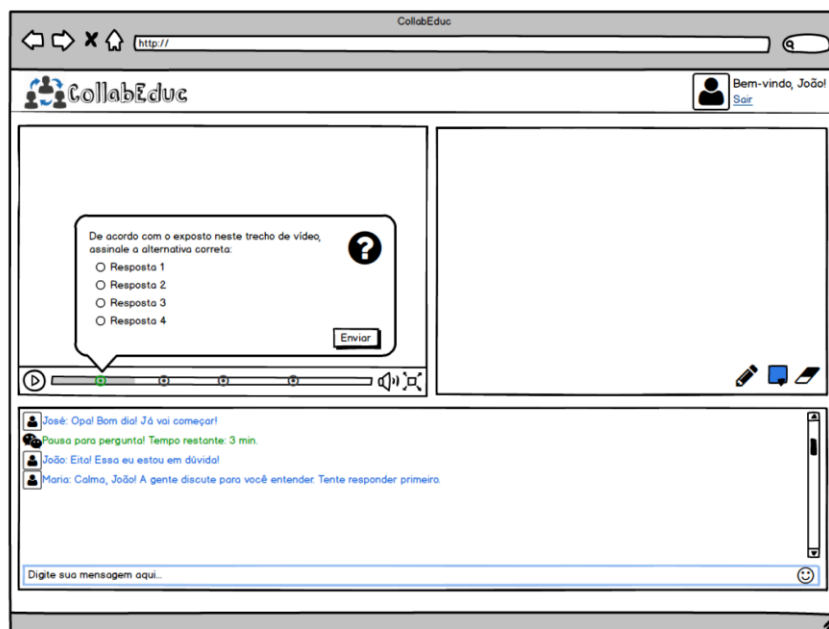 CollabEduc
http://
CollabEduc
Bem-vindo, João!
Sair
De acordo com o exposto neste trecho de vídeo,
assinale a alternativa correta:
Resposta 1
Resposta 2
Resposta 3
Resposta 4
Enviar
José: Opa! Bom dia! Já vai começar!
Pausa para pergunta! Tempo restante: 3 min.
João: Eita! Essa eu estou em dúvida!
Maria: Calma, João! A gente discute para você entender. Tente responder primeiro.
Digite sua mensagem aqui...